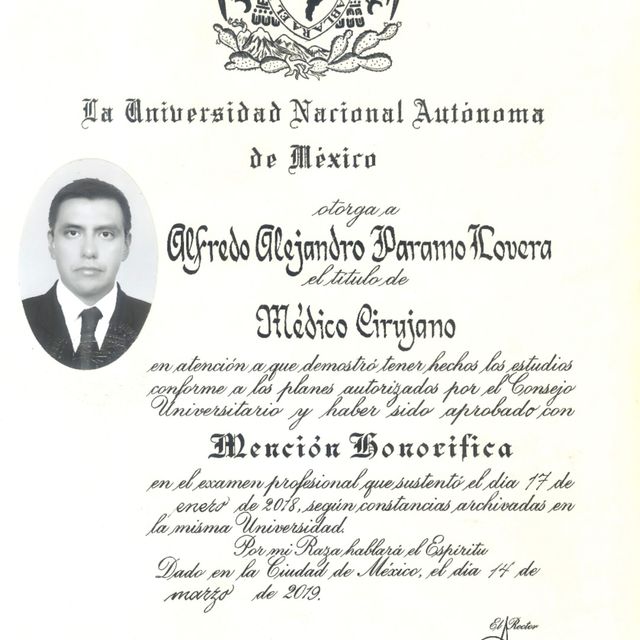 ABLARA EL
La Universidad Nacional Autónoma
de México
otorga a
Alfredo Alejandro Paramo Lovera
el título de
Médico Cirujano
en atención a que demostró tener hechos los estudios
conforme a los planes autorizados por el Consejo
Universitario y haber sido aprobado con
Mención Honorífica
en el examen profesional que sustentó el día 17 de
enero de 2018, según constancias archivadas en
la misma Universidad.
Por mi Raza hablará el Espíritu
Dado en la Ciudad de México, el día 14 de
marzo de 2019.
El Rector